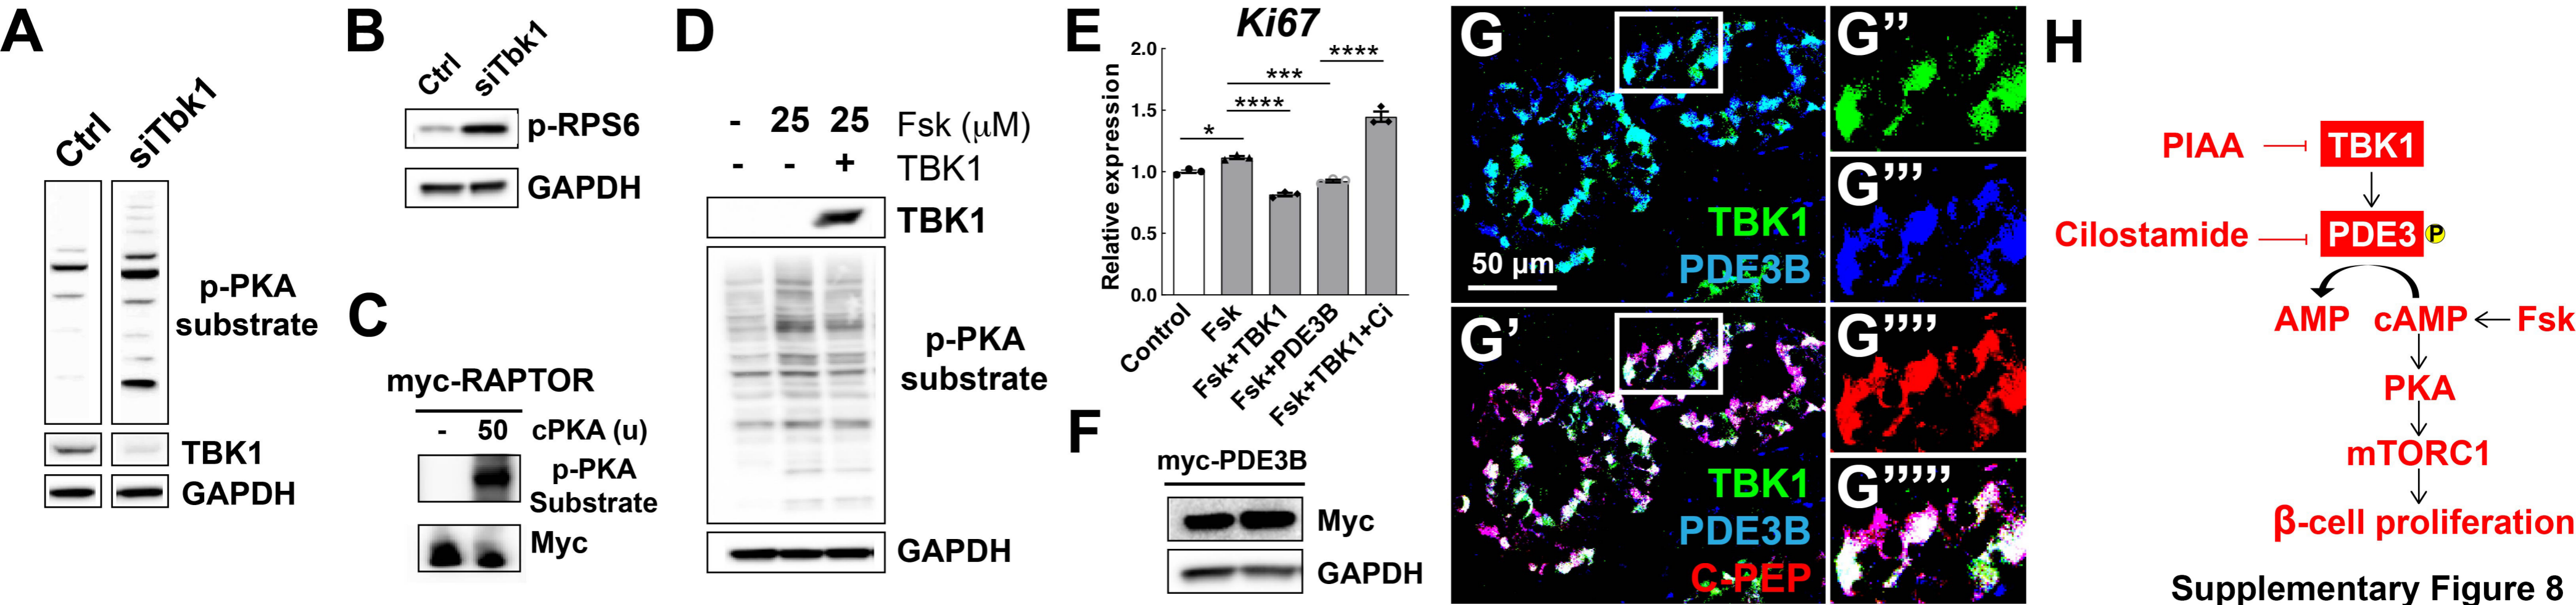 A
Ctrl
siTbk1
p-PKA
substrate
TBK1
GAPDH
B
Ctrl
siTbk1
p-RPS6
GAPDH
C
myc-RAPTOR
- 50 cPKA (u)
p-PKA
Substrate
Myc
D
- 25 25 Fsk (μM)
- - + TBK1
TBK1
p-PKA
substrate
GAPDH
E
Ki67
Relative expression
2.0
1.5
1.0
0.5
0.0
*
****
***
****
Control
Fsk
Fsk+TBK1
Fsk+PDE3B
Fsk+TBK1+Ci
F
myc-PDE3B
Myc
GAPDH
G
TBK1
PDE3B
50 μm
G’
TBK1
PDE3B
C-PEP
G’’
G’’’
G’’’’
G’’’’’
H
PIAA TBK1
Cilostamide PDE3 P
AMP cAMP Fsk
PKA
mTORC1
β-cell proliferation
Supplementary Figure 8